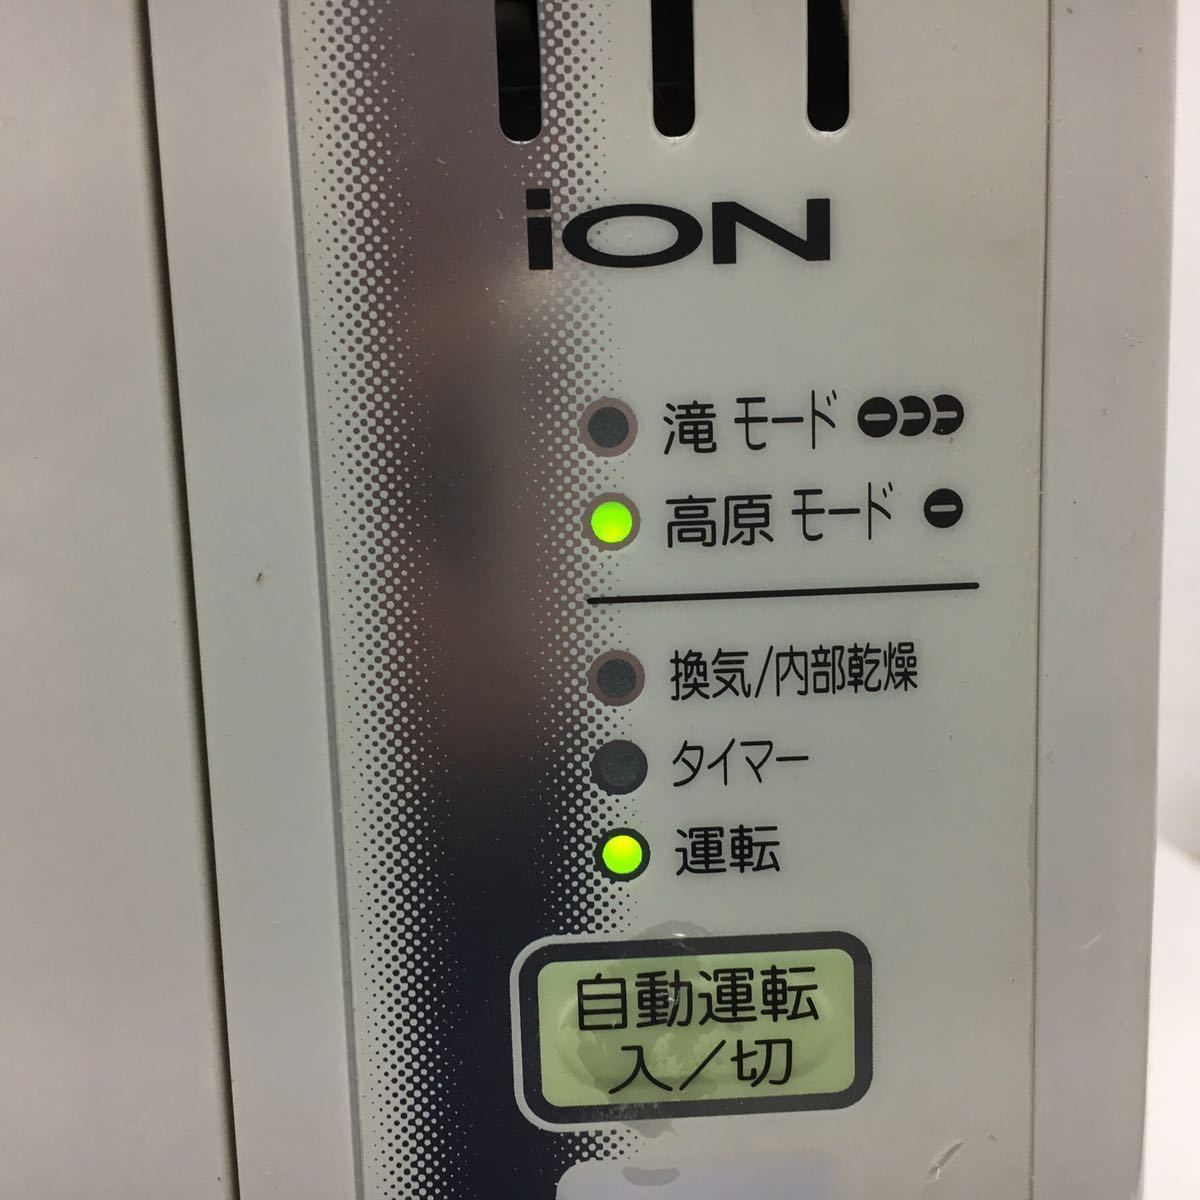 iON
滝 モード
高原 モード
換気/内部乾燥
タイマー
運転
自動運転
入/切